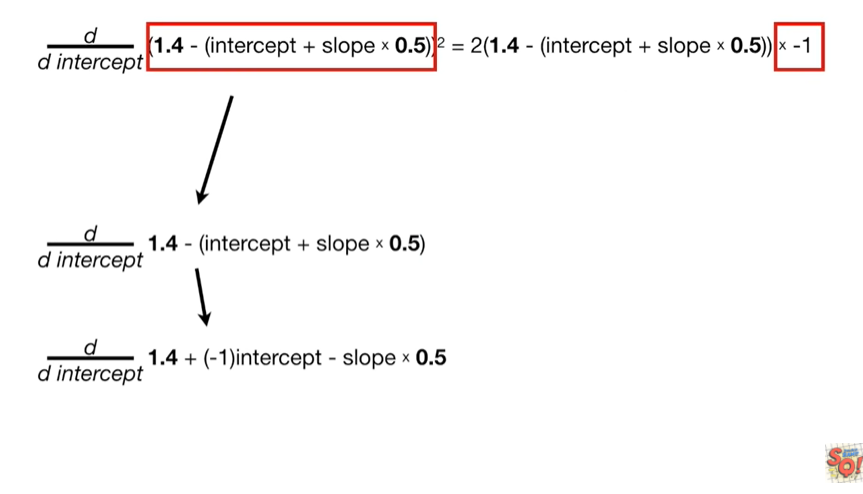 d/d intercept (1.4 - (intercept + slope × 0.5))² = 2(1.4 - (intercept + slope × 0.5)) × -1
d/d intercept 1.4 - (intercept + slope × 0.5)
d/d intercept 1.4 + (-1)intercept - slope × 0.5
SQ!